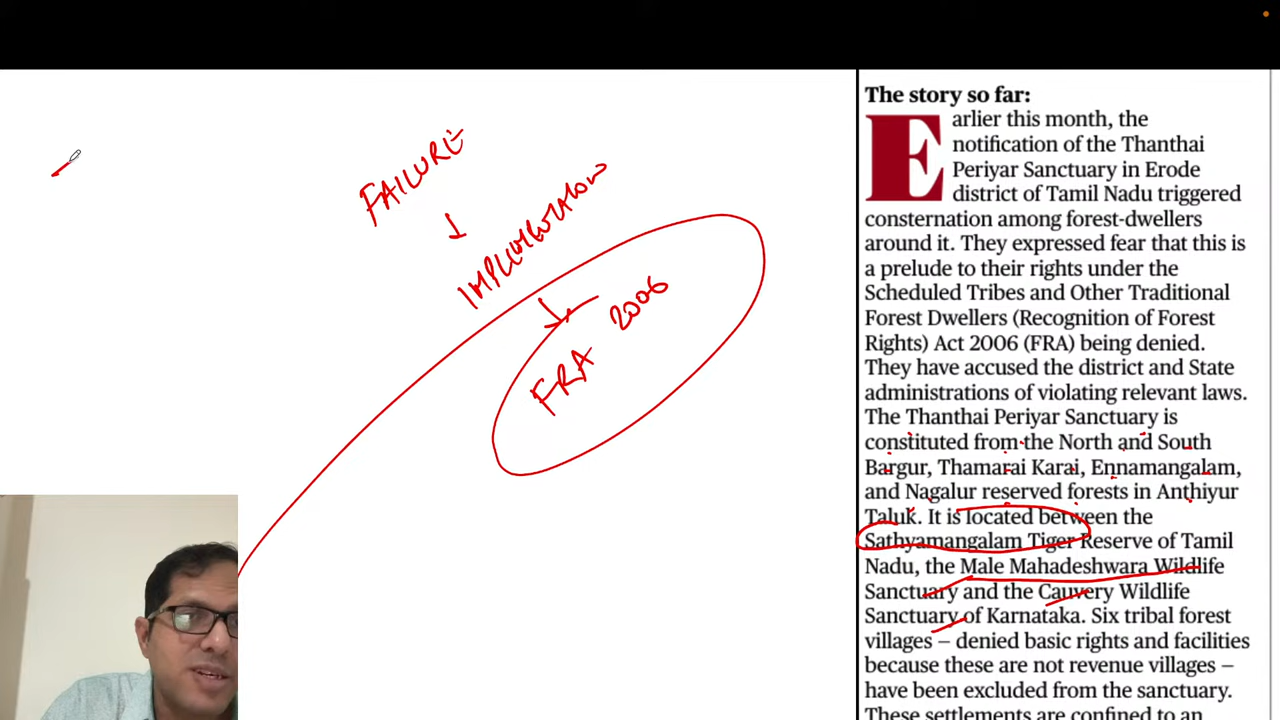 FAILURE
IMPLEMENTATION
FRA 2006
The story so far:
Earlier this month, the
notification of the Thanthai
Periyar Sanctuary in Erode
district of Tamil Nadu triggered
consternation among forest-dwellers
around it. They expressed fear that this is
a prelude to their rights under the
Scheduled Tribes and Other Traditional
Forest Dwellers (Recognition of Forest
Rights) Act 2006 (FRA) being denied.
They have accused the district and State
administrations of violating relevant laws.
The Thanthai Periyar Sanctuary is
constituted from the North and South
Bargur, Thamarai Karai, Ennamangalam,
and Nagalur reserved forests in Anthiyur
Taluk. It is located between the
Sathyamangalam Tiger Reserve of Tamil
Nadu, the Male Mahadeshwara Wildlife
Sanctuary and the Cauvery Wildlife
Sanctuary of Karnataka. Six tribal forest
villages — denied basic rights and facilities
because these are not revenue villages —
have been excluded from the sanctuary.
These settlements are confined to an